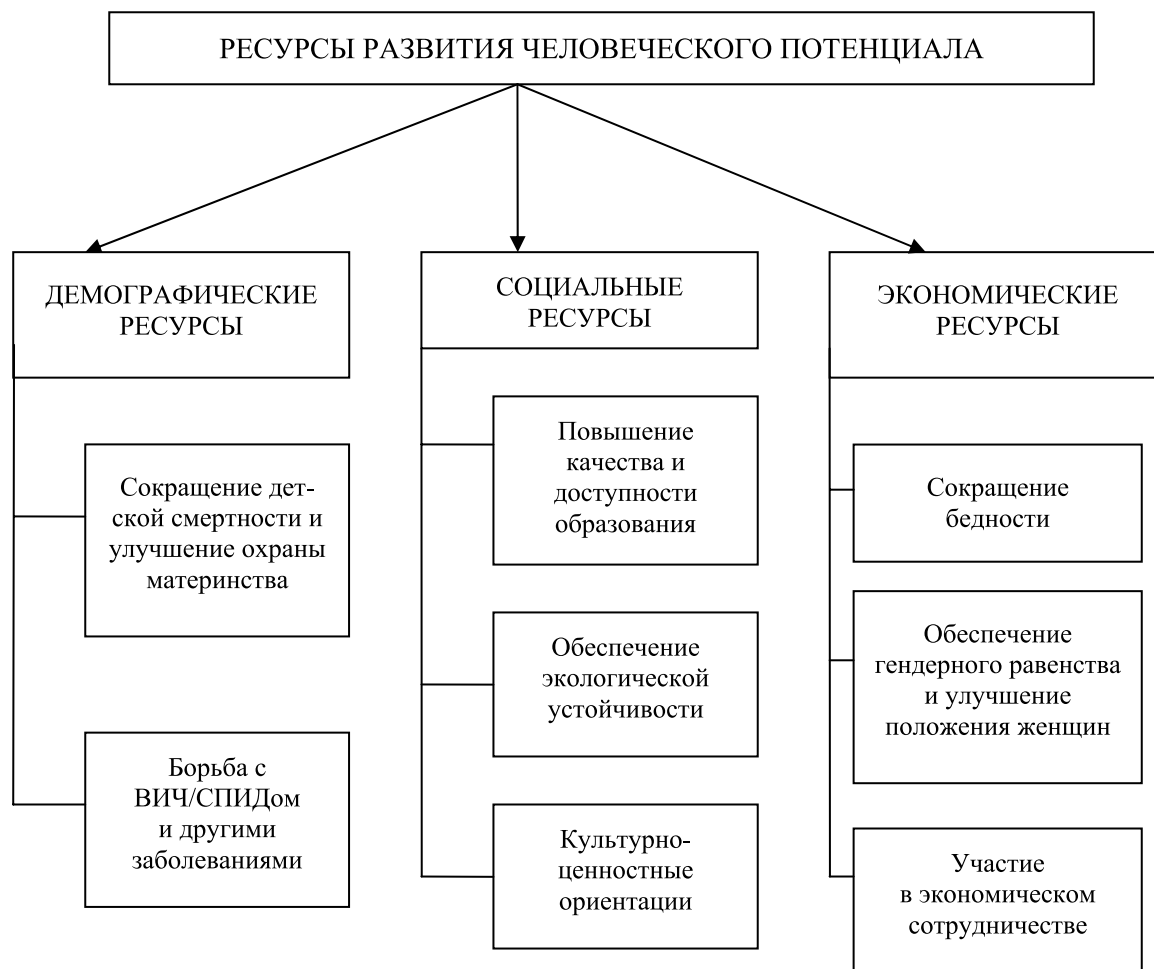 РЕСУРСЫ РАЗВИТИЯ ЧЕЛОВЕЧЕСКОГО ПОТЕНЦИАЛА
ДЕМОГРАФИЧЕСКИЕ
РЕСУРСЫ
Сокращение дет-
ской смертности и
улучшение охраны
материнства
Борьба с
ВИЧ/СПИДом
и другими
заболеваниями
СОЦИАЛЬНЫЕ
РЕСУРСЫ
Повышение
качества и
доступности
образования
Обеспечение
экологической
устойчивости
Культурно-
ценностные
ориентации
ЭКОНОМИЧЕСКИЕ
РЕСУРСЫ
Сокращение
бедности
Обеспечение
гендерного равенства
и улучшение
положения женщин
Участие
в экономическом
сотрудничестве